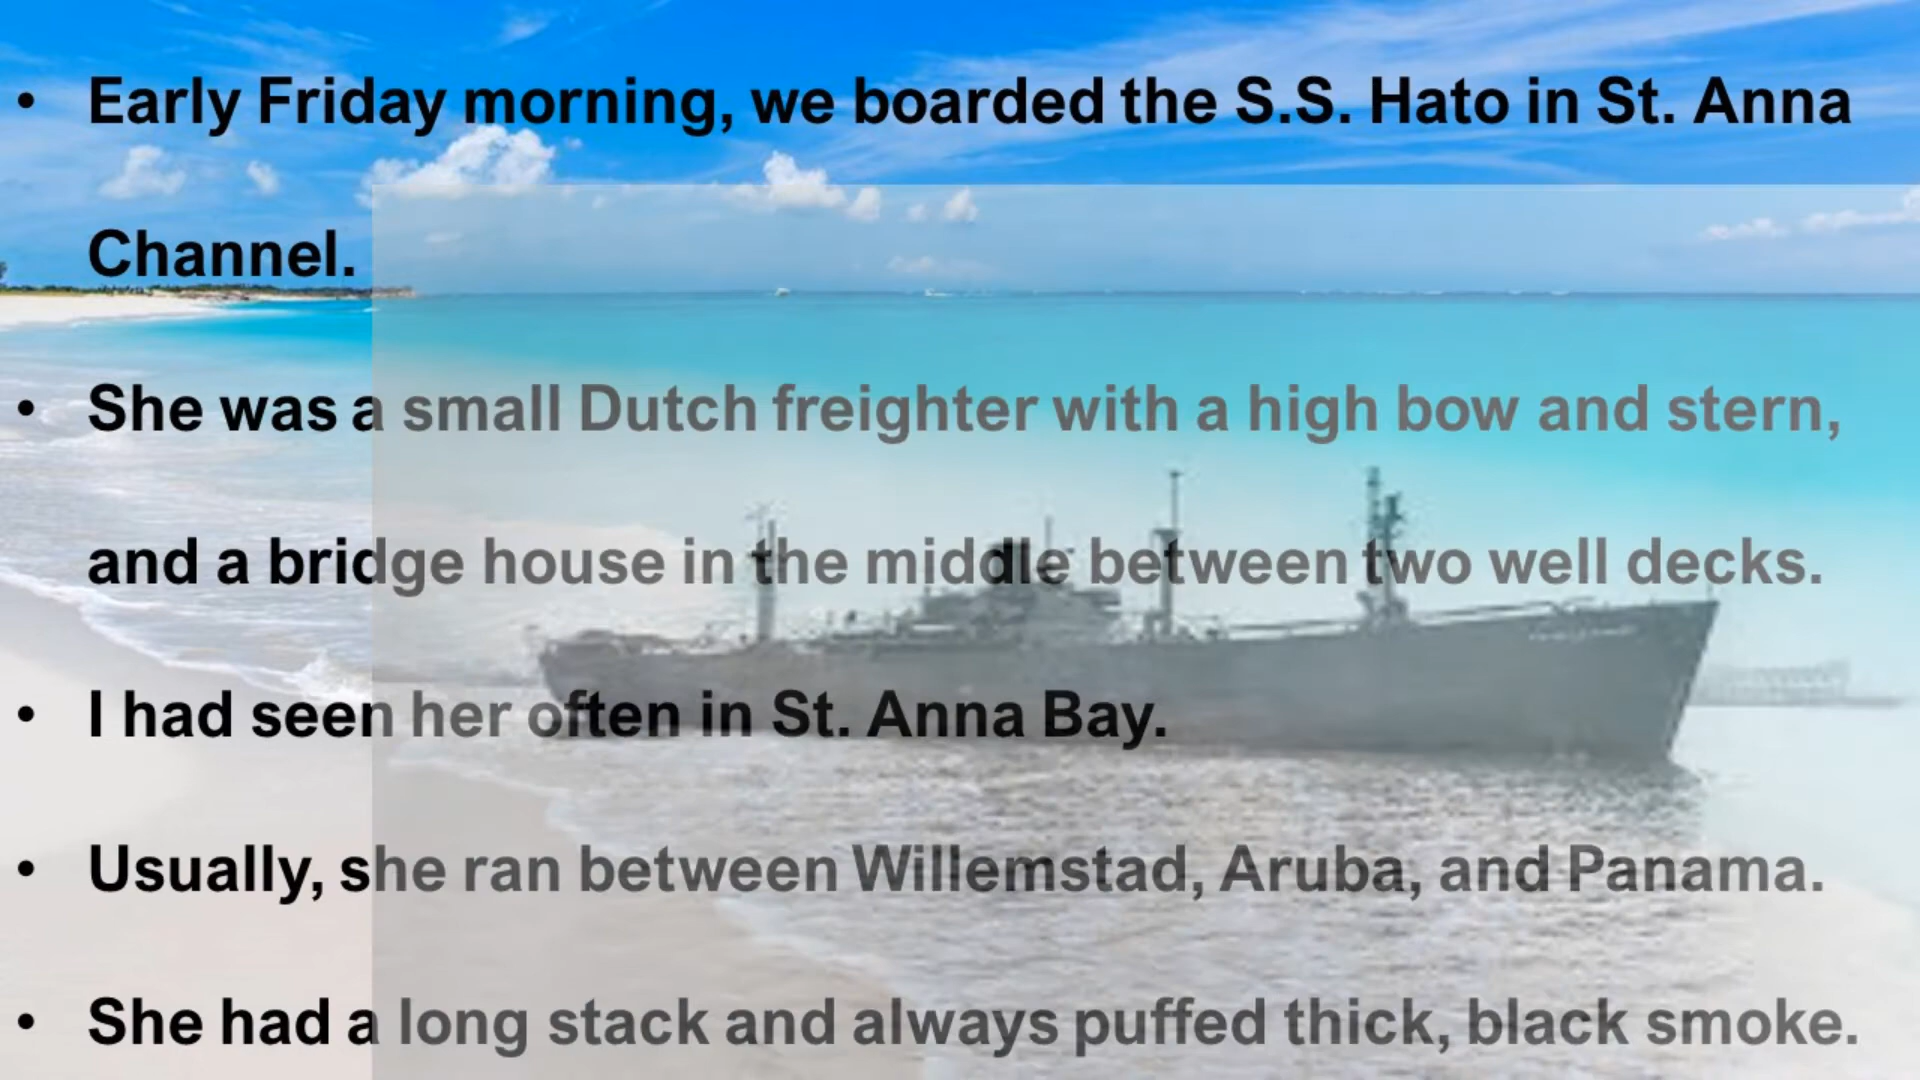 • Early Friday morning, we boarded the S.S. Hato in St. Anna
Channel.
• She was a small Dutch freighter with a high bow and stern,
and a bridge house in the middle between two well decks.
• I had seen her often in St. Anna Bay.
• Usually, she ran between Willemstad, Aruba, and Panama.
• She had a long stack and always puffed thick, black smoke.